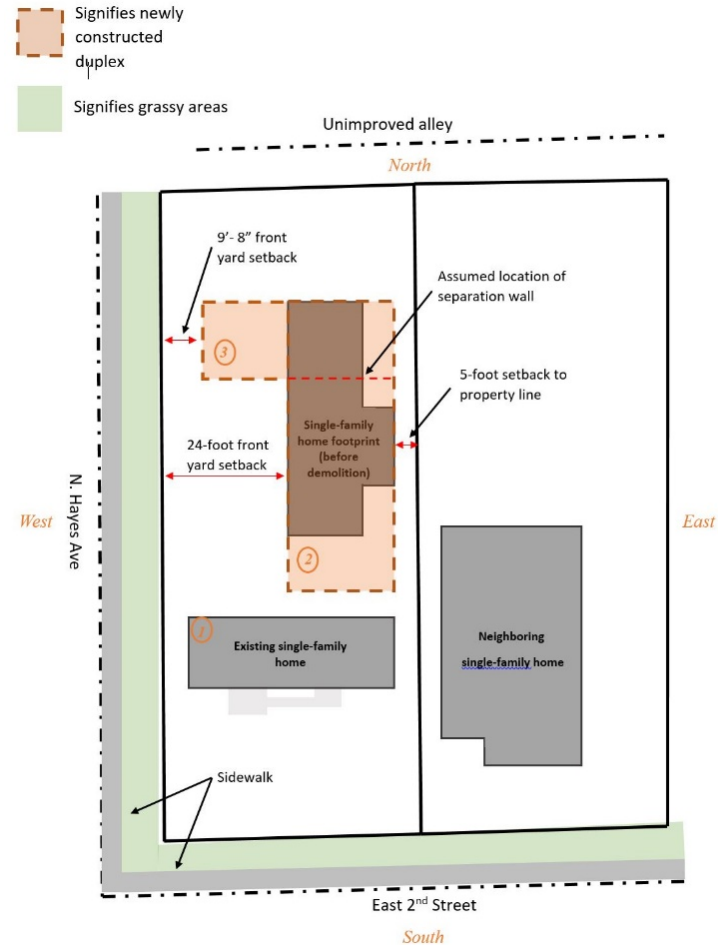 Signifies newly
constructed
duplex
Signifies grassy areas
Unimproved alley
North
9’- 8” front
yard setback
Assumed location of
separation wall
3
5-foot setback to
property line
Single-family
home footprint
(before
demolition)
24-foot front
yard setback
N. Hayes Ave
West
East
2
1
Existing single-family
home
Neighboring
single-family home
Sidewalk
East 2nd Street
South